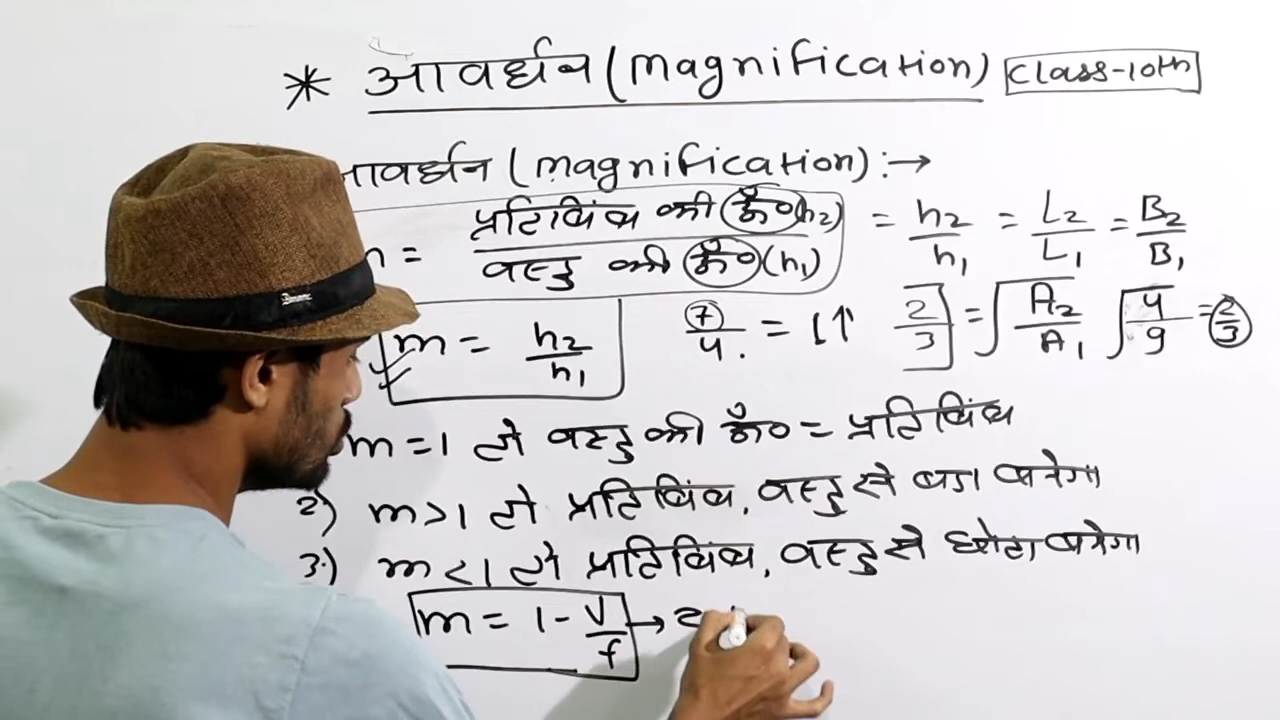 * आवर्धन (magnification) Class-10th
आवर्धन (magnification) :→
m = प्रतिबिंब की ऊँ०(h2) / वस्तु की ऊँ०(h1) = h2/h1 = L2/L1 = B2/B1
m = h2/h1 7/4 = 1↑ 2/3 = √A2/A1 √4/9 = 2/3
m = 1 तो वस्तु की ऊँ० = प्रतिबिंब
2) m > 1 तो प्रतिबिंब, वस्तु से बड़ा बनेगा
3) m < 1 तो प्रतिबिंब, वस्तु से छोटा बनेगा
m = 1 - v/f →